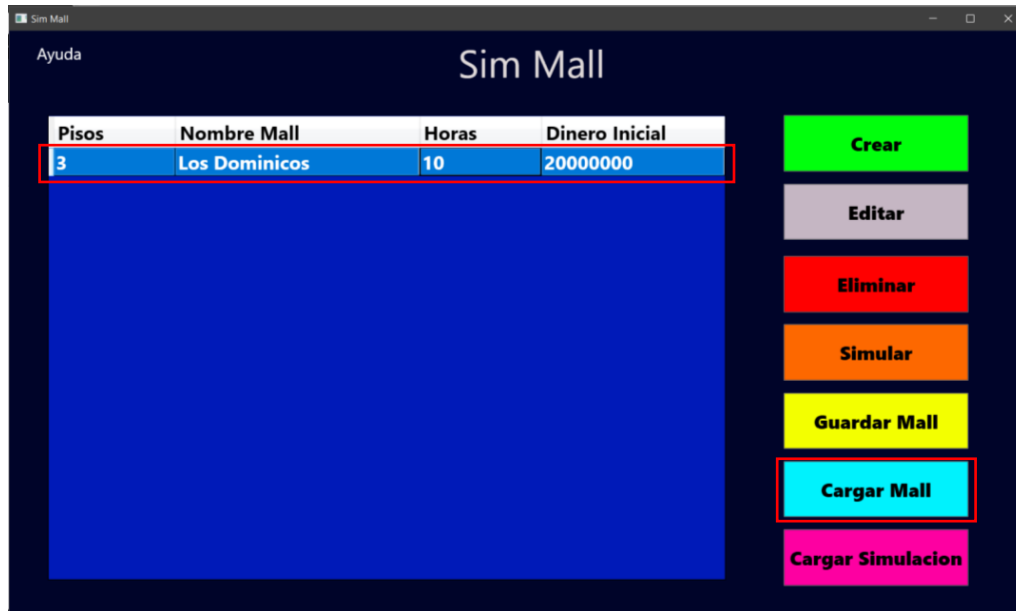 Sim Mall
Ayuda
Sim Mall
Pisos Nombre Mall Horas Dinero Inicial
3 Los Dominicos 10 20000000
Crear
Editar
Eliminar
Simular
Guardar Mall
Cargar Mall
Cargar Simulacion